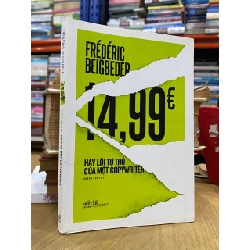 FRÉDÉRIC
BEIGBEDER
14,99€
HAY LỜI TỰ THÚ
CỦA MỘT COPYWRITER